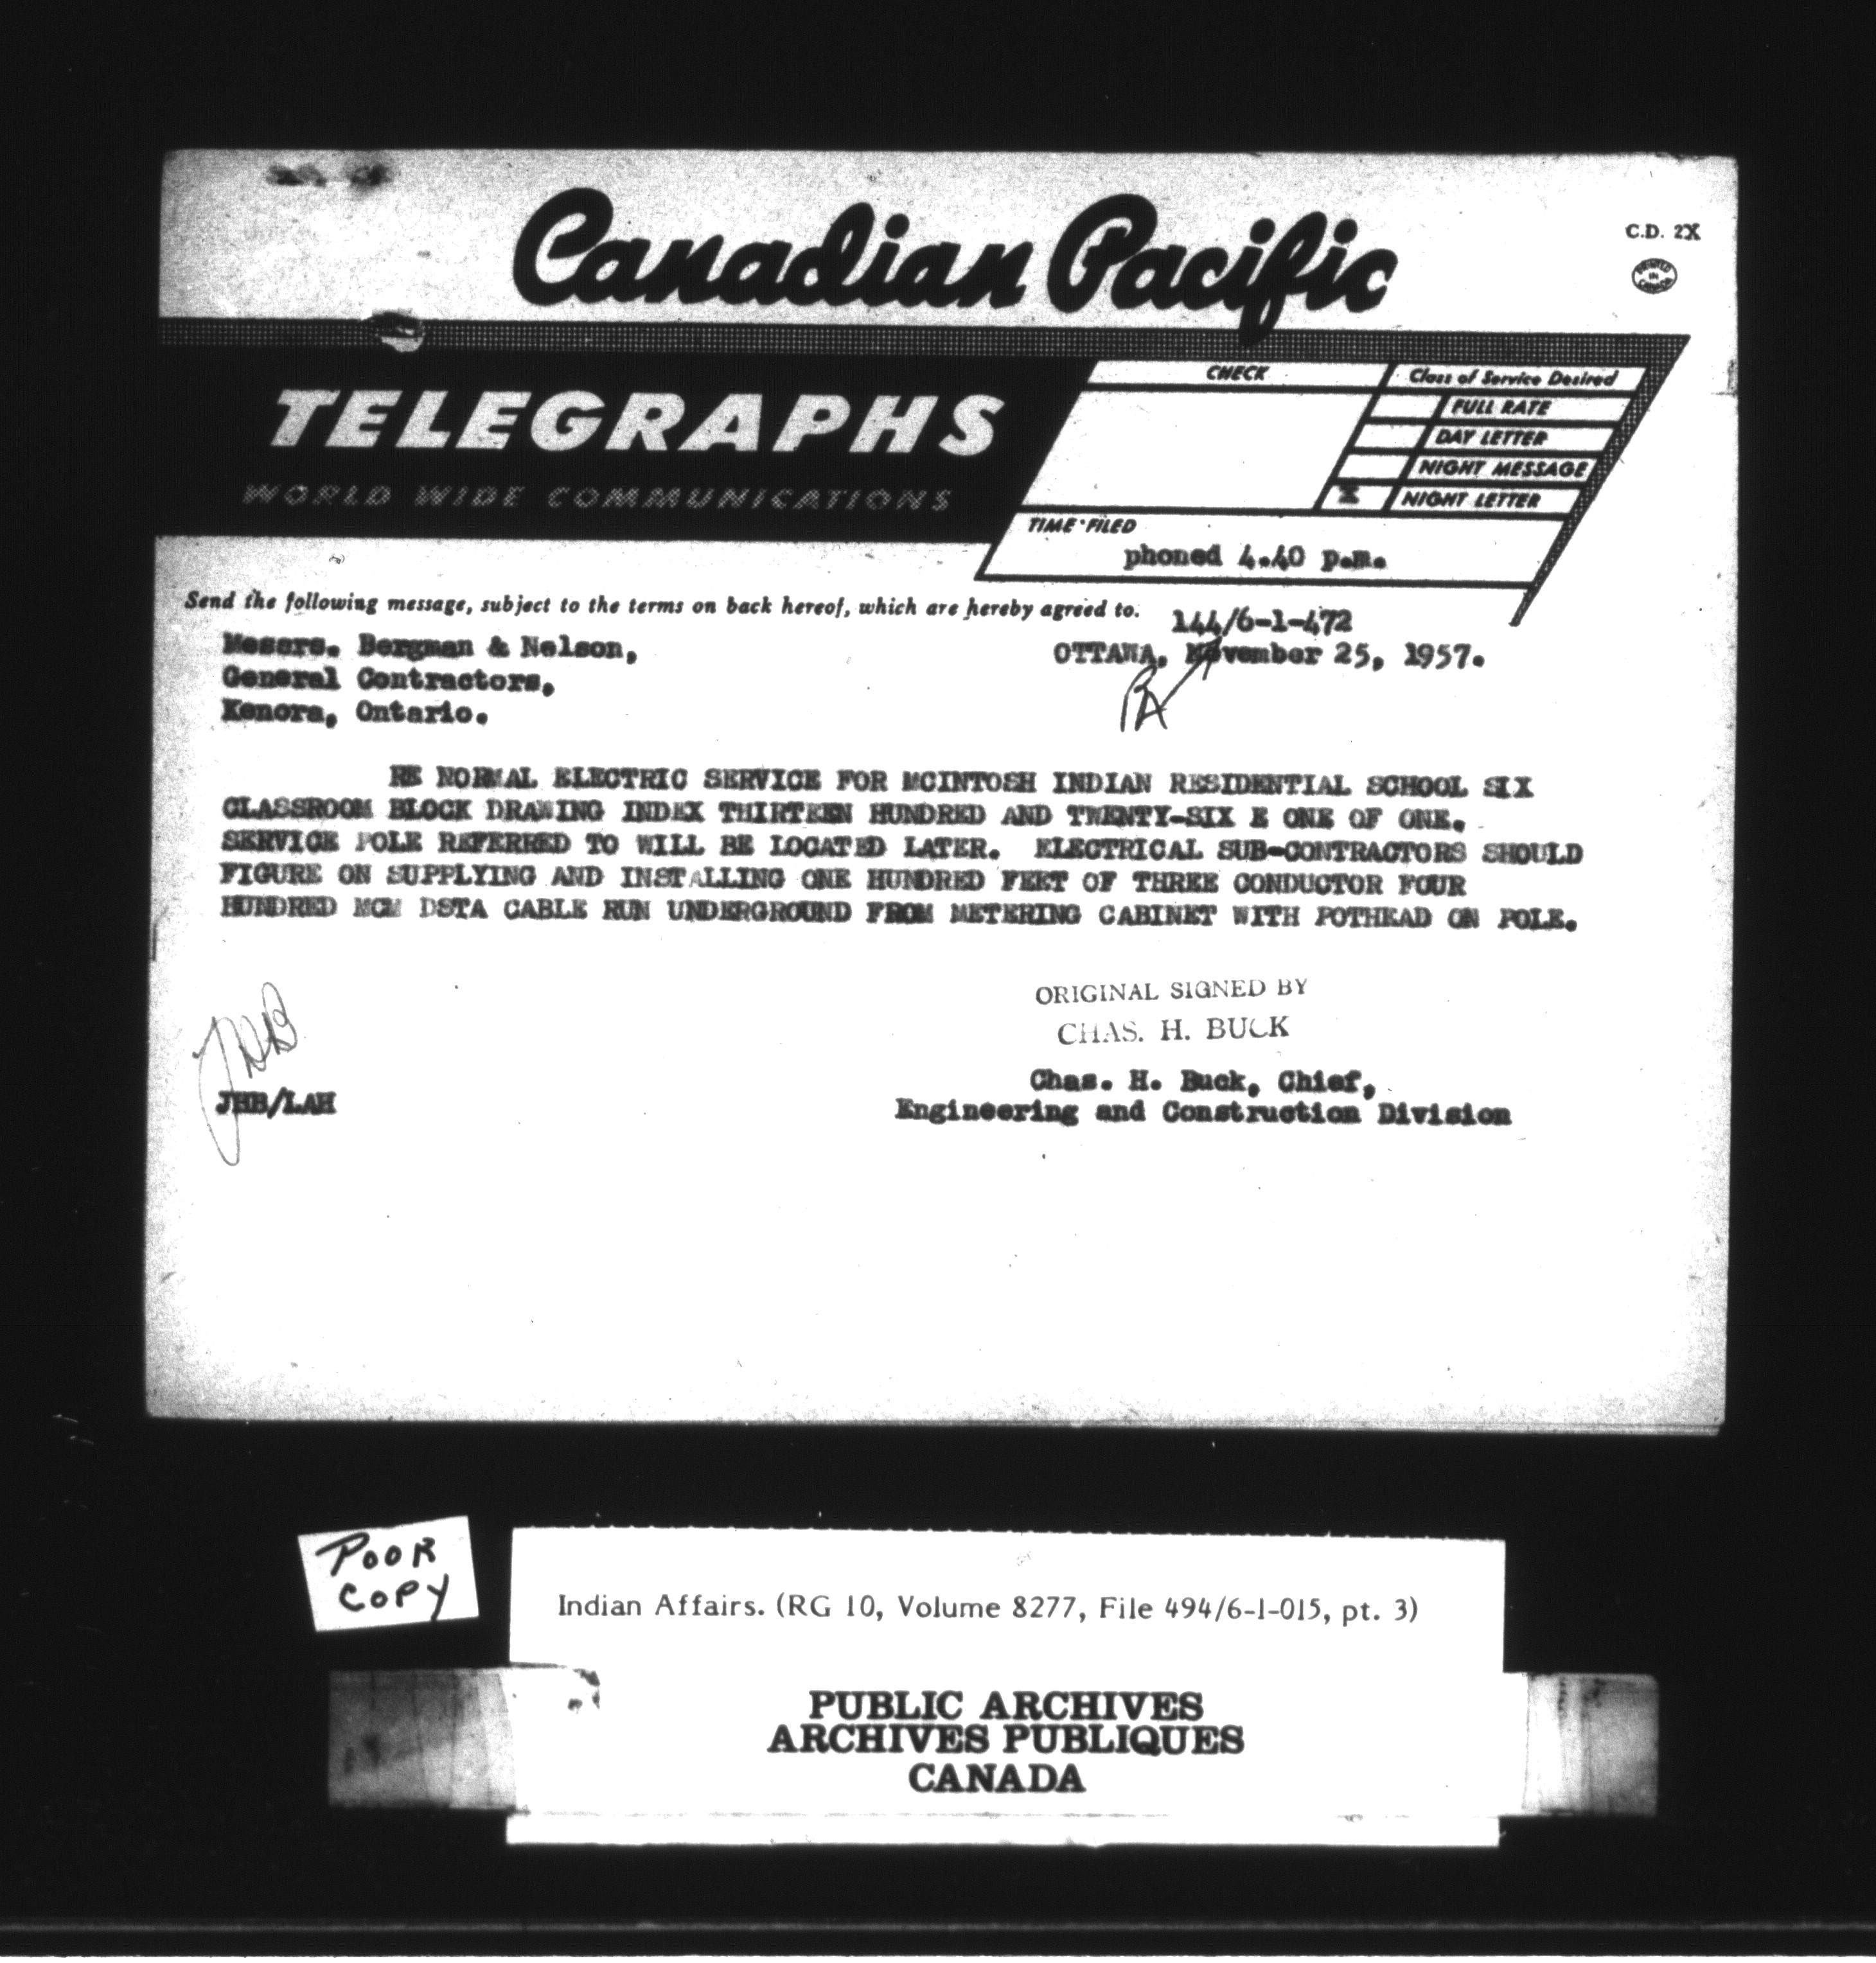 Canadian Pacific
C.D. 2X
PRINTED
IN
CANADA
TELEGRAPHS
WORLD WIDE COMMUNICATIONS
CHECK
Class of Service Desired
FULL RATE
DAY LETTER
NIGHT MESSAGE
X NIGHT LETTER
TIME FILED
phoned 4.40 p.m.
Send the following message, subject to the terms on back hereof, which are hereby agreed to.
144/6-1-472
Messrs. Bergman & Nelson,
OTTAWA, November 25, 1957.
General Contractors,
Kenora, Ontario.
RE NORMAL ELECTRIC SERVICE FOR MCINTOSH INDIAN RESIDENTIAL SCHOOL SIX
CLASSROOM BLOCK DRAWING INDEX THIRTEEN HUNDRED AND TWENTY-SIX E ONE OF ONE.
SERVICE POLE REFERRED TO WILL BE LOCATED LATER. ELECTRICAL SUB-CONTRACTORS SHOULD
FIGURE ON SUPPLYING AND INSTALLING ONE HUNDRED FEET OF THREE CONDUCTOR FOUR
HUNDRED MCM DSTA CABLE RUN UNDERGROUND FROM METERING CABINET WITH POTHEAD ON POLE.
ORIGINAL SIGNED BY
CHAS. H. BUCK
JHB
JHB/LAH
Chas. H. Buck, Chief,
Engineering and Construction Division
POOR
COPY
Indian Affairs. (RG 10, Volume 8277, File 494/6-1-015, pt. 3)
PUBLIC ARCHIVES
ARCHIVES PUBLIQUES
CANADA